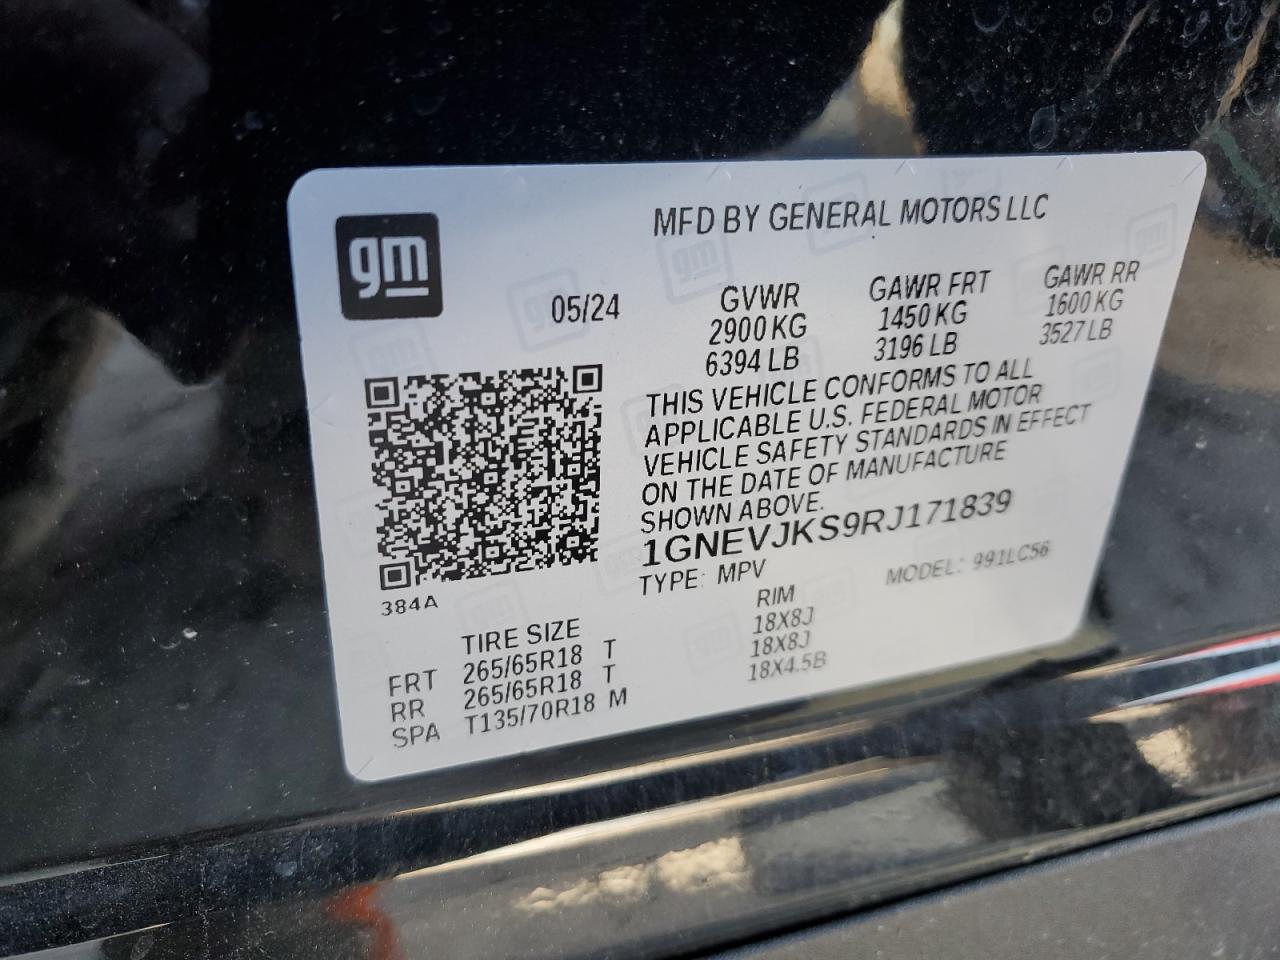 gm
MFD BY GENERAL MOTORS LLC
05/24
GVWR
2900 KG
6394 LB
GAWR FRT
1450 KG
3196 LB
GAWR RR
1600 KG
3527 LB
THIS VEHICLE CONFORMS TO ALL
APPLICABLE U.S. FEDERAL MOTOR
VEHICLE SAFETY STANDARDS IN EFFECT
ON THE DATE OF MANUFACTURE
SHOWN ABOVE.
1GNEVJKS9RJ171839
TYPE: MPV MODEL: 991LC56
384A
TIRE SIZE RIM
FRT 265/65R18 T 18X8J
RR 265/65R18 T 18X8J
SPA T135/70R18 M 18X4.5B